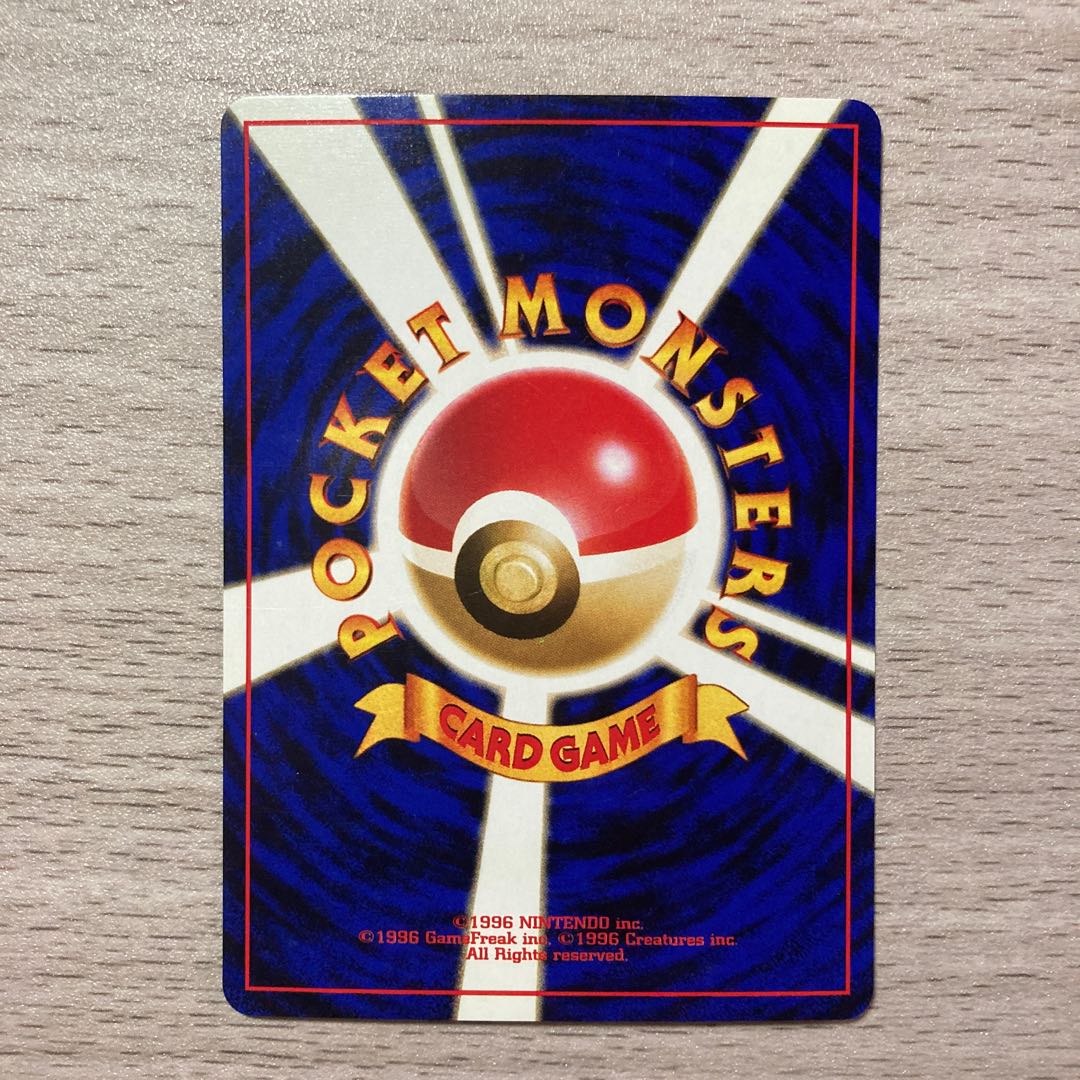 POCKET MONSTERS
CARD GAME
©1996 NINTENDO inc.
©1996 GameFreak inc. ©1996 Creatures inc.
All Rights reserved.